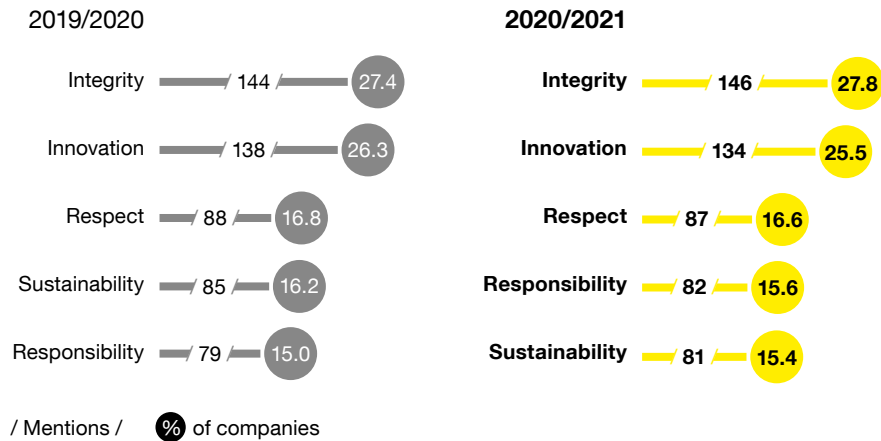 2019/2020
Integrity / 144 / 27.4
Innovation / 138 / 26.3
Respect / 88 / 16.8
Sustainability / 85 / 16.2
Responsibility / 79 / 15.0
2020/2021
Integrity / 146 / 27.8
Innovation / 134 / 25.5
Respect / 87 / 16.6
Responsibility / 82 / 15.6
Sustainability / 81 / 15.4
/ Mentions / % of companies